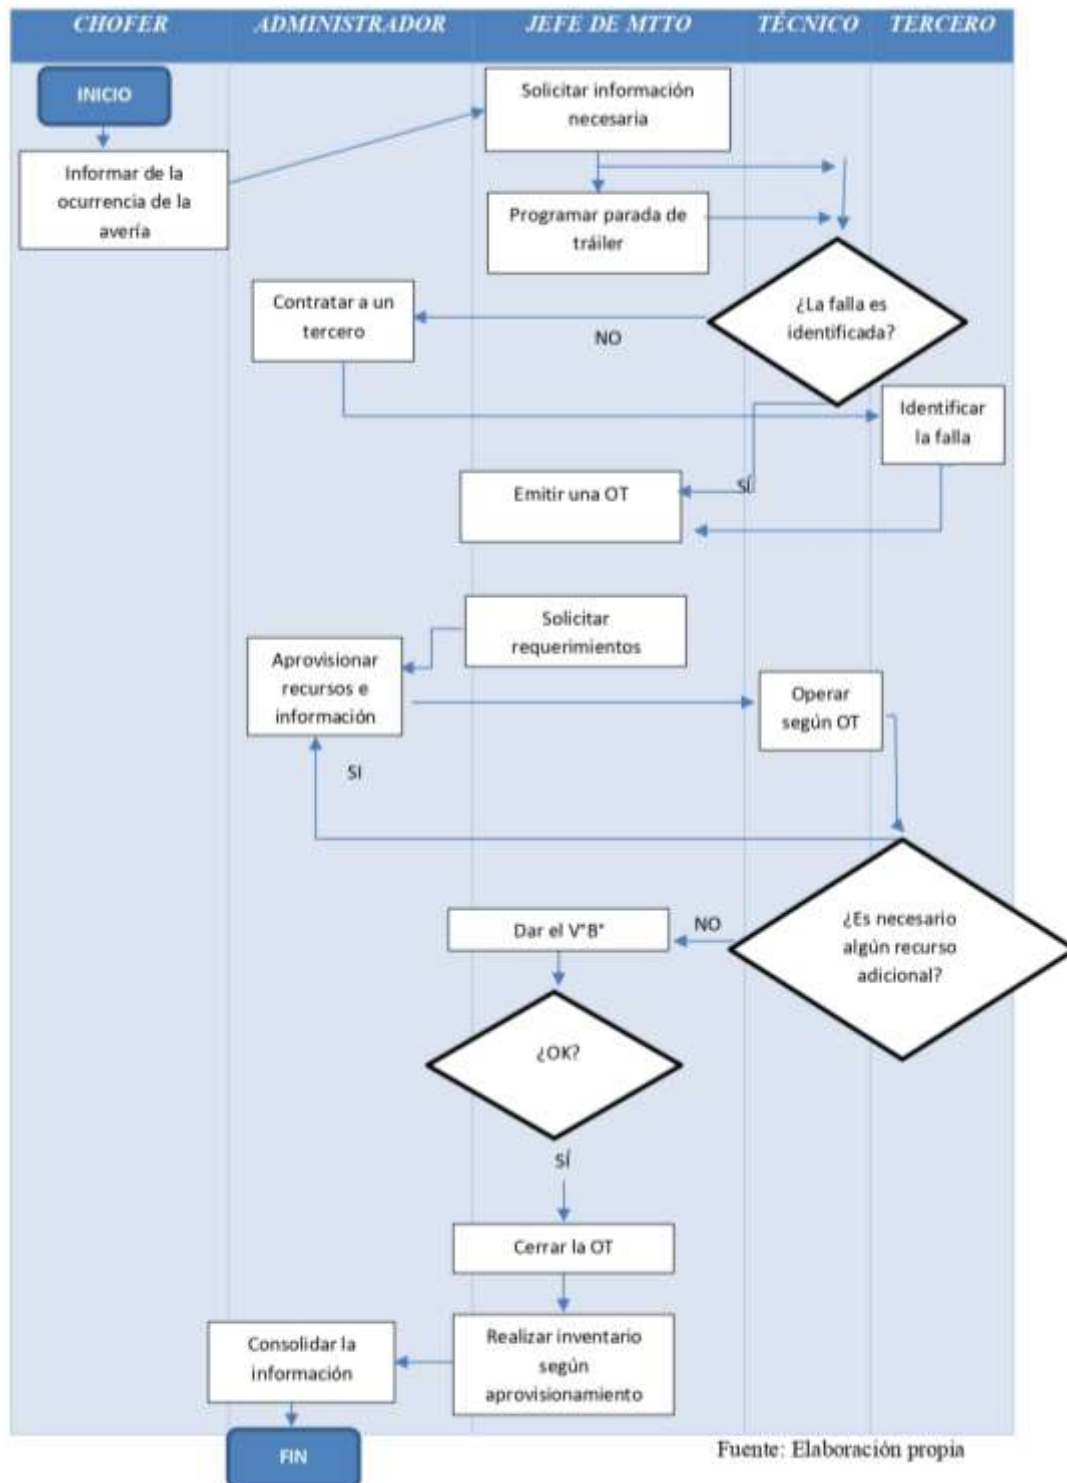 CHOFER ADMINISTRADOR JEFE DE MTTO TÉCNICO TERCERO
INICIO
Solicitar información
necesaria
Informar de la
ocurrencia de la
avería
Programar parada de
tráiler
Contratar a un
tercero
¿La falla es
identificada?
NO
Identificar
la falla
Emitir una OT
SÍ
Solicitar
requerimientos
Aprovisionar
recursos e
información
Operar
según OT
SI
¿Es necesario
algún recurso
adicional?
NO
Dar el V°B°
¿OK?
SÍ
Cerrar la OT
Realizar inventario
según
aprovisionamiento
Consolidar la
información
FIN
Fuente: Elaboración propia